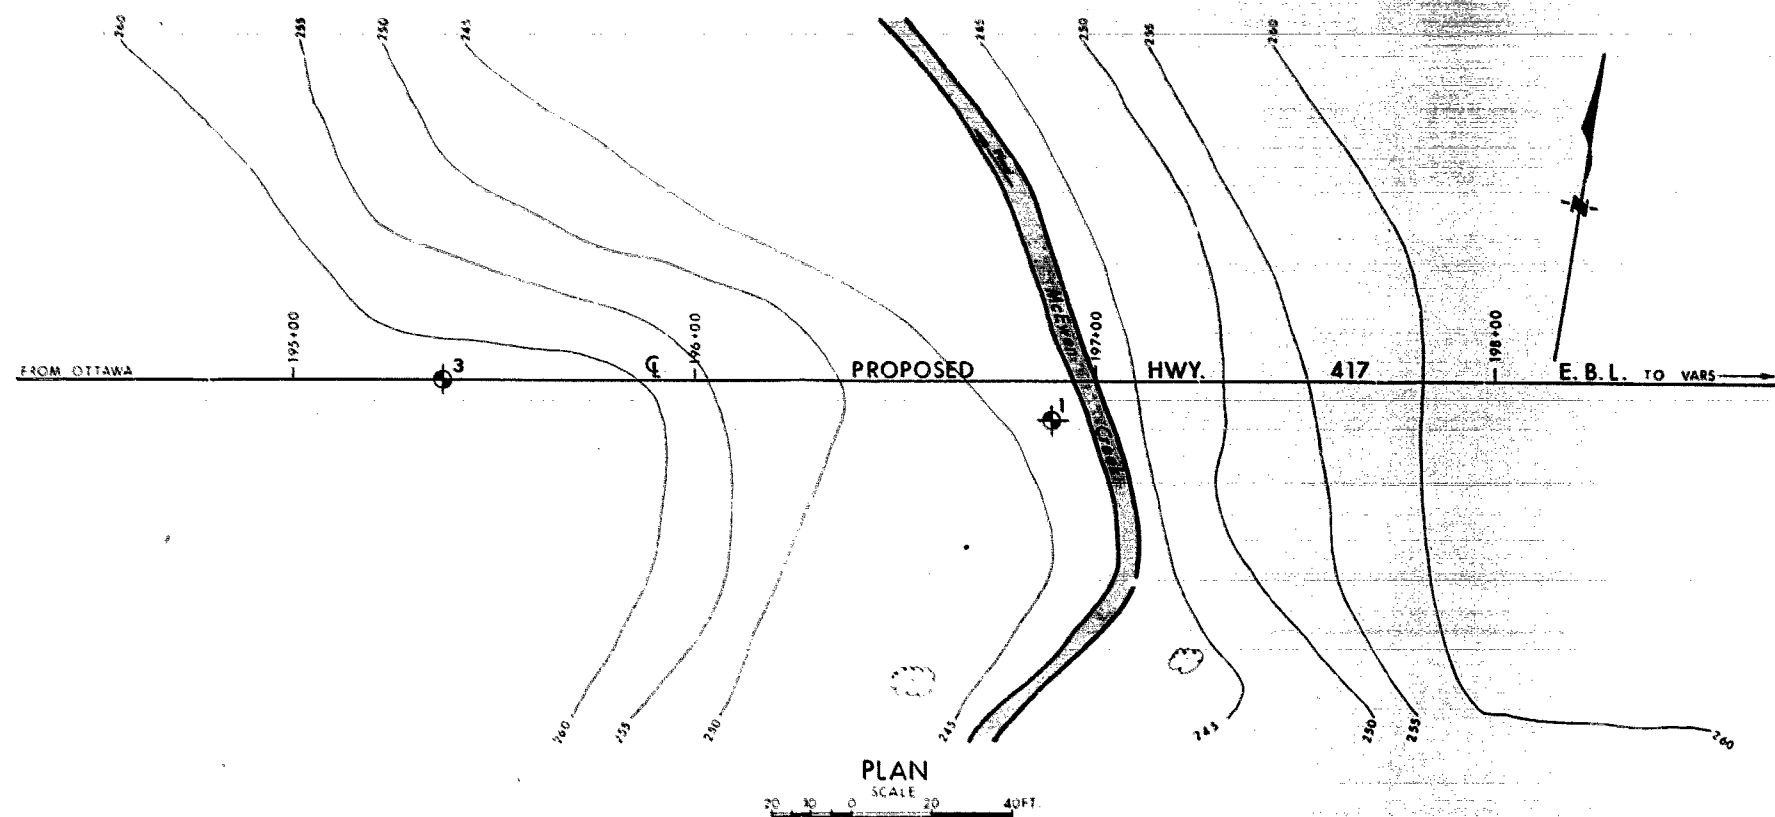 260 255 250 245 245 250 255 260
N
McEwan
195+00 196+00 197+00 198+00
FROM OTTAWA 3 ℄ PROPOSED HWY. 417 E.B.L. TO VARS
1
Creek
260 255 250 245 245 250 255 260
PLAN
SCALE
20 10 0 20 40FT.